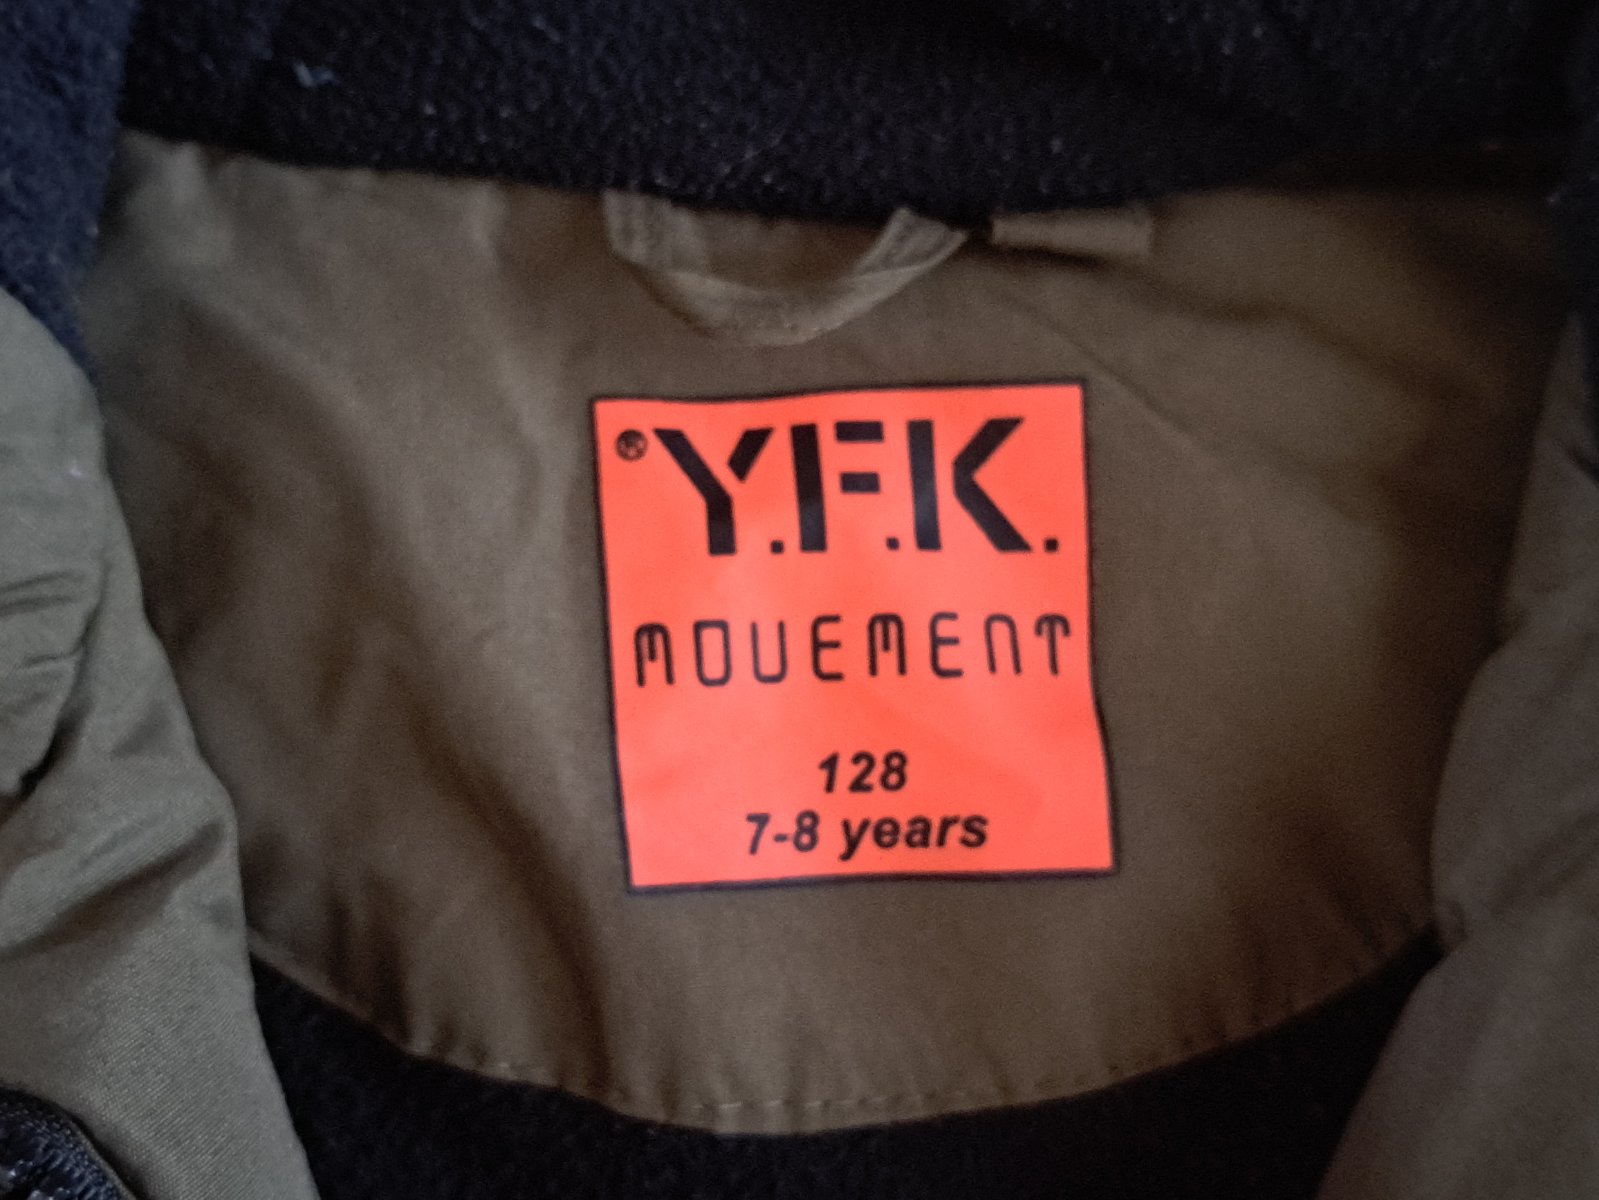 ® Y.F.K.
MOVEMENT
128
7-8 years